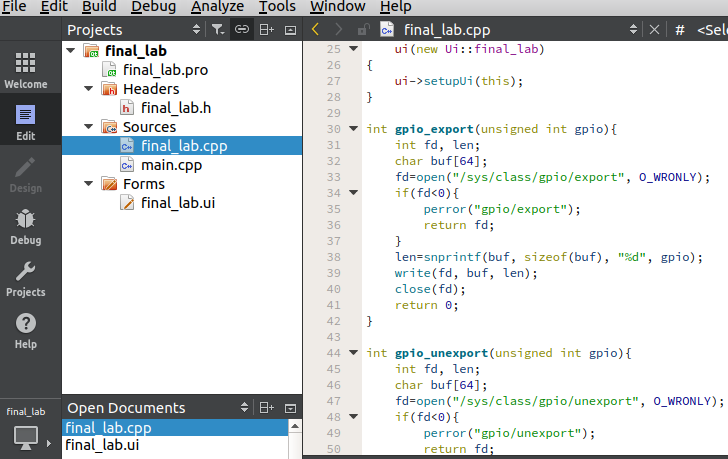 File Edit Build Debug Analyze Tools Window Help
Projects
final_lab.cpp
#
<Sele
Welcome
Edit
Design
Debug
Projects
Help
final_lab
final_lab
final_lab.pro
Headers
final_lab.h
Sources
final_lab.cpp
main.cpp
Forms
final_lab.ui
Open Documents
final_lab.cpp
final_lab.ui
25 ui(new Ui::final_lab)
26 {
27 ui->setupUi(this);
28 }
29
30 int gpio_export(unsigned int gpio){
31 int fd, len;
32 char buf[64];
33 fd=open("/sys/class/gpio/export", O_WRONLY);
34 if(fd<0){
35 perror("gpio/export");
36 return fd;
37 }
38 len=snprintf(buf, sizeof(buf), "%d", gpio);
39 write(fd, buf, len);
40 close(fd);
41 return 0;
42 }
43
44 int gpio_unexport(unsigned int gpio){
45 int fd, len;
46 char buf[64];
47 fd=open("/sys/class/gpio/unexport", O_WRONLY);
48 if(fd<0){
49 perror("gpio/unexport");
50 return fd;